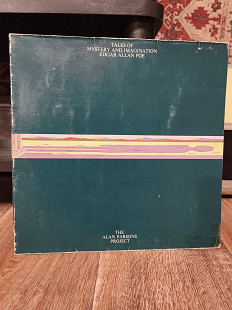 TALES OF
MYSTERY AND IMAGINATION
EDGAR ALLAN POE
THE
ALAN PARSONS
PROJECT